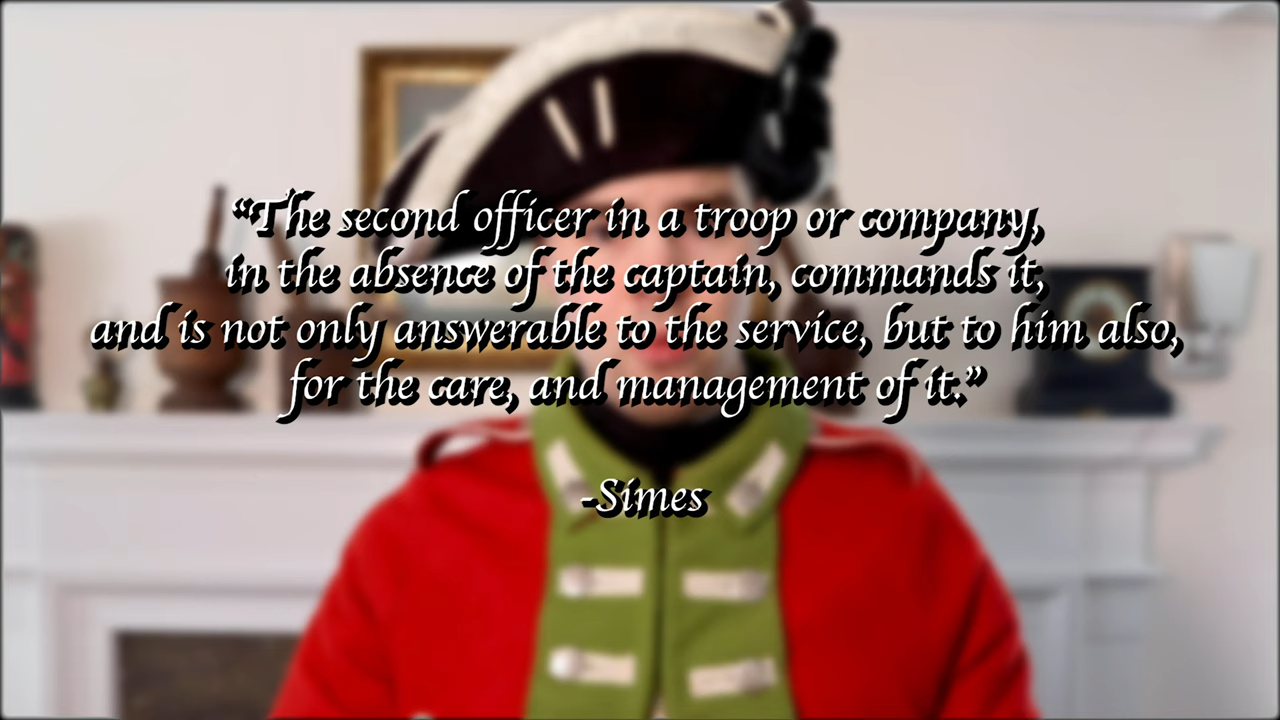 “The second officer in a troop or company,
in the absence of the captain, commands it,
and is not only answerable to the service, but to him also,
for the care, and management of it.”
-Simes